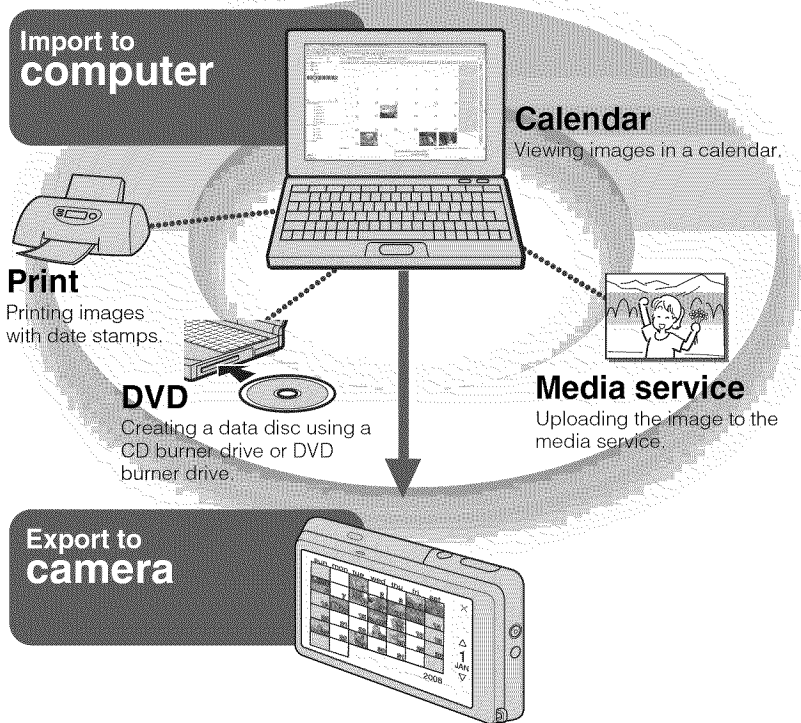 Import to
computer
Calendar
Viewing images in a calendar.
Print
Printing images
with date stamps.
DVD
Creating a data disc using a
CD burner drive or DVD
burner drive.
Media service
Uploading the image to the
media service.
Export to
camera
sun mon tue wed thu fri sat
1
JAN
2008